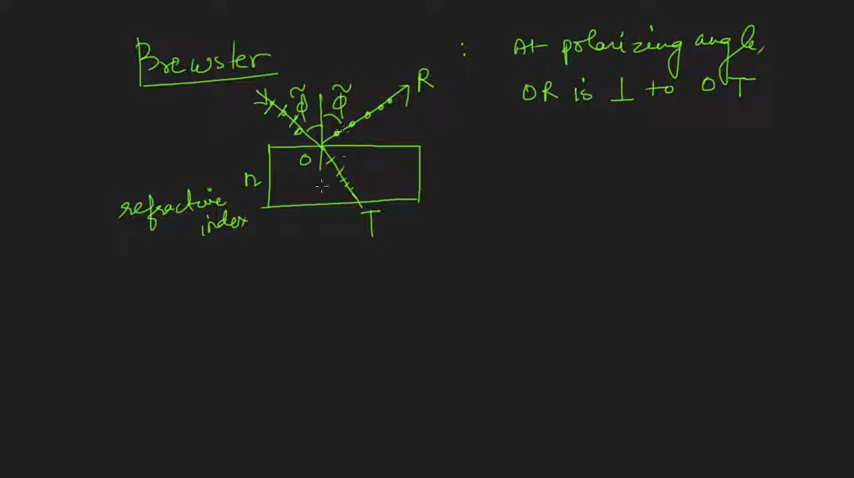 Brewster
: At polarizing angle,
OR is ⊥ to OT
ϕ̃ ϕ̃ R
O
n
refractive
index
T